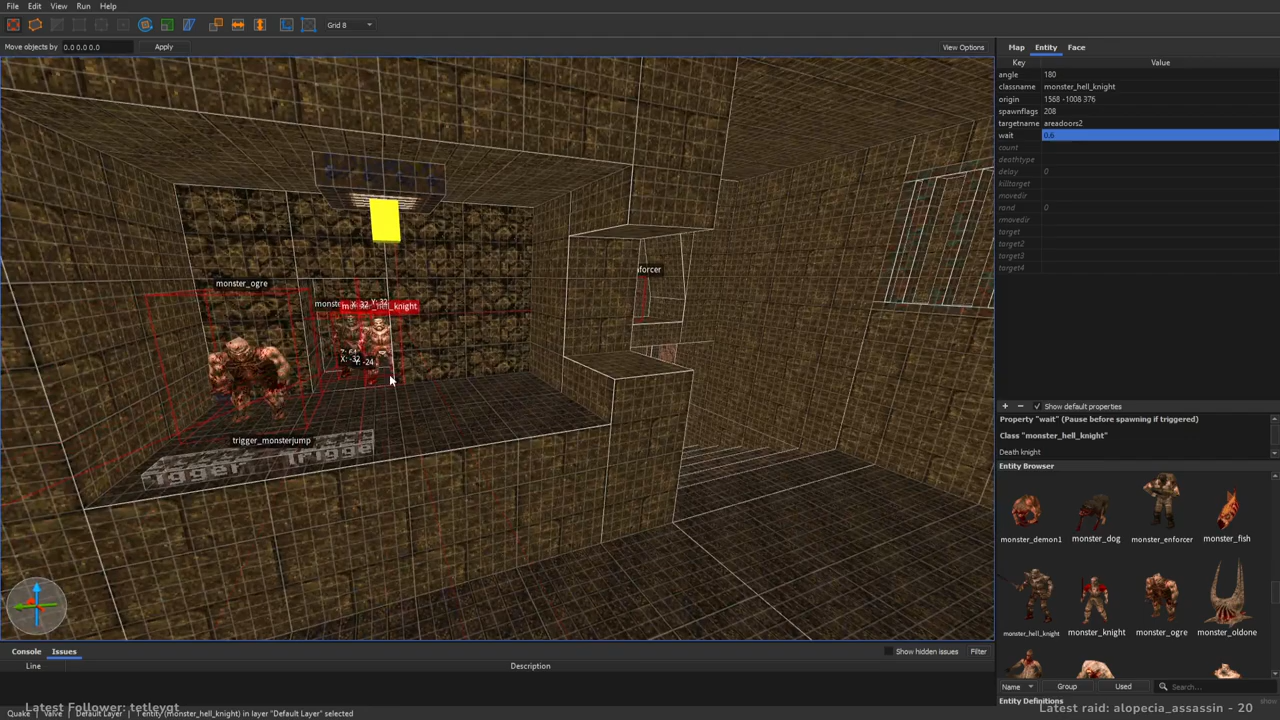 File Edit View Run Help
Grid 8
Move objects by 0.0 0.0 0.0 Apply View Options
Map Entity Face
Key Value
angle 180
classname monster_hell_knight
origin 1568 -1008 376
spawnflags 208
targetname areadoors2
wait 0.6
count
deathtype
delay 0
killtarget
movedir
rand 0
rmovedir
target
target2
target3
target4
monster_ogre
monster_hell_knight
trigger_monsterjump
Trigger Trigger
+ − Show default properties
Property "wait" (Pause before spawning if triggered)
Class "monster_hell_knight"
Death knight
Entity Browser
monster_demon1 monster_dog monster_enforcer monster_fish
monster_hell_knight monster_knight monster_ogre monster_oldone
Name Group Used Search...
Entity Definitions
Console Issues Show hidden issues Filter
Line Description
Latest Follower: tetleygt
Latest raid: alopecia_assassin - 20
Quake Valve Default Layer 1 entity (monster_hell_knight) in layer "Default Layer" selected